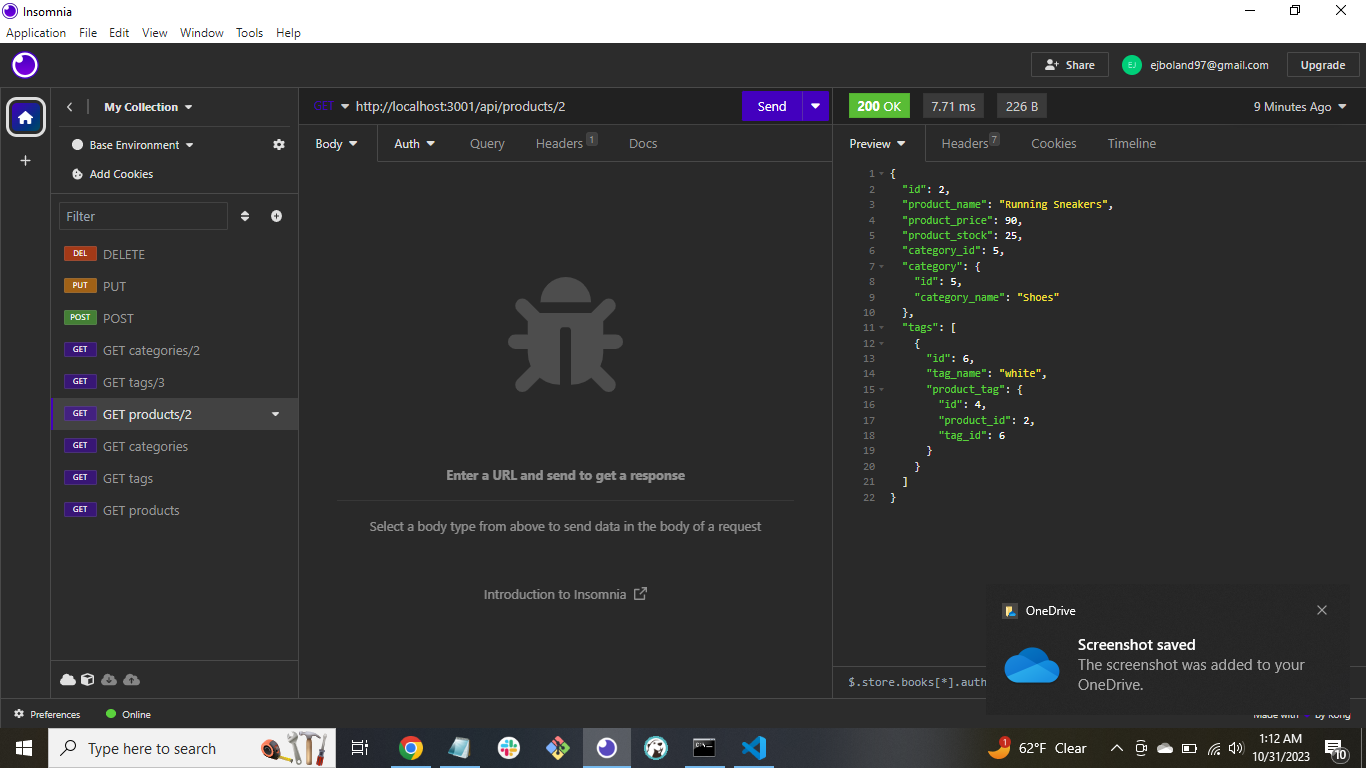 Insomnia
Application File Edit View Window Tools Help
Share
EJ
ejboland97@gmail.com
Upgrade
My Collection
Base Environment
Add Cookies
Filter
DEL DELETE
PUT PUT
POST POST
GET GET categories/2
GET GET tags/3
GET GET products/2
GET GET categories
GET GET tags
GET GET products
GET http://localhost:3001/api/products/2 Send
Body Auth Query Headers 1 Docs
Enter a URL and send to get a response
Select a body type from above to send data in the body of a request
Introduction to Insomnia
200 OK 7.71 ms 226 B 9 Minutes Ago
Preview Headers 7 Cookies Timeline
1 {
2 "id": 2,
3 "product_name": "Running Sneakers",
4 "product_price": 90,
5 "product_stock": 25,
6 "category_id": 5,
7 "category": {
8 "id": 5,
9 "category_name": "Shoes"
10 },
11 "tags": [
12 {
13 "id": 6,
14 "tag_name": "white",
15 "product_tag": {
16 "id": 4,
17 "product_id": 2,
18 "tag_id": 6
19 }
20 }
21 ]
22 }
$.store.books[*].auth
OneDrive
Screenshot saved
The screenshot was added to your
OneDrive.
Preferences
Online
Made with by Kong
Type here to search
1
62°F Clear
1:12 AM
10/31/2023
10